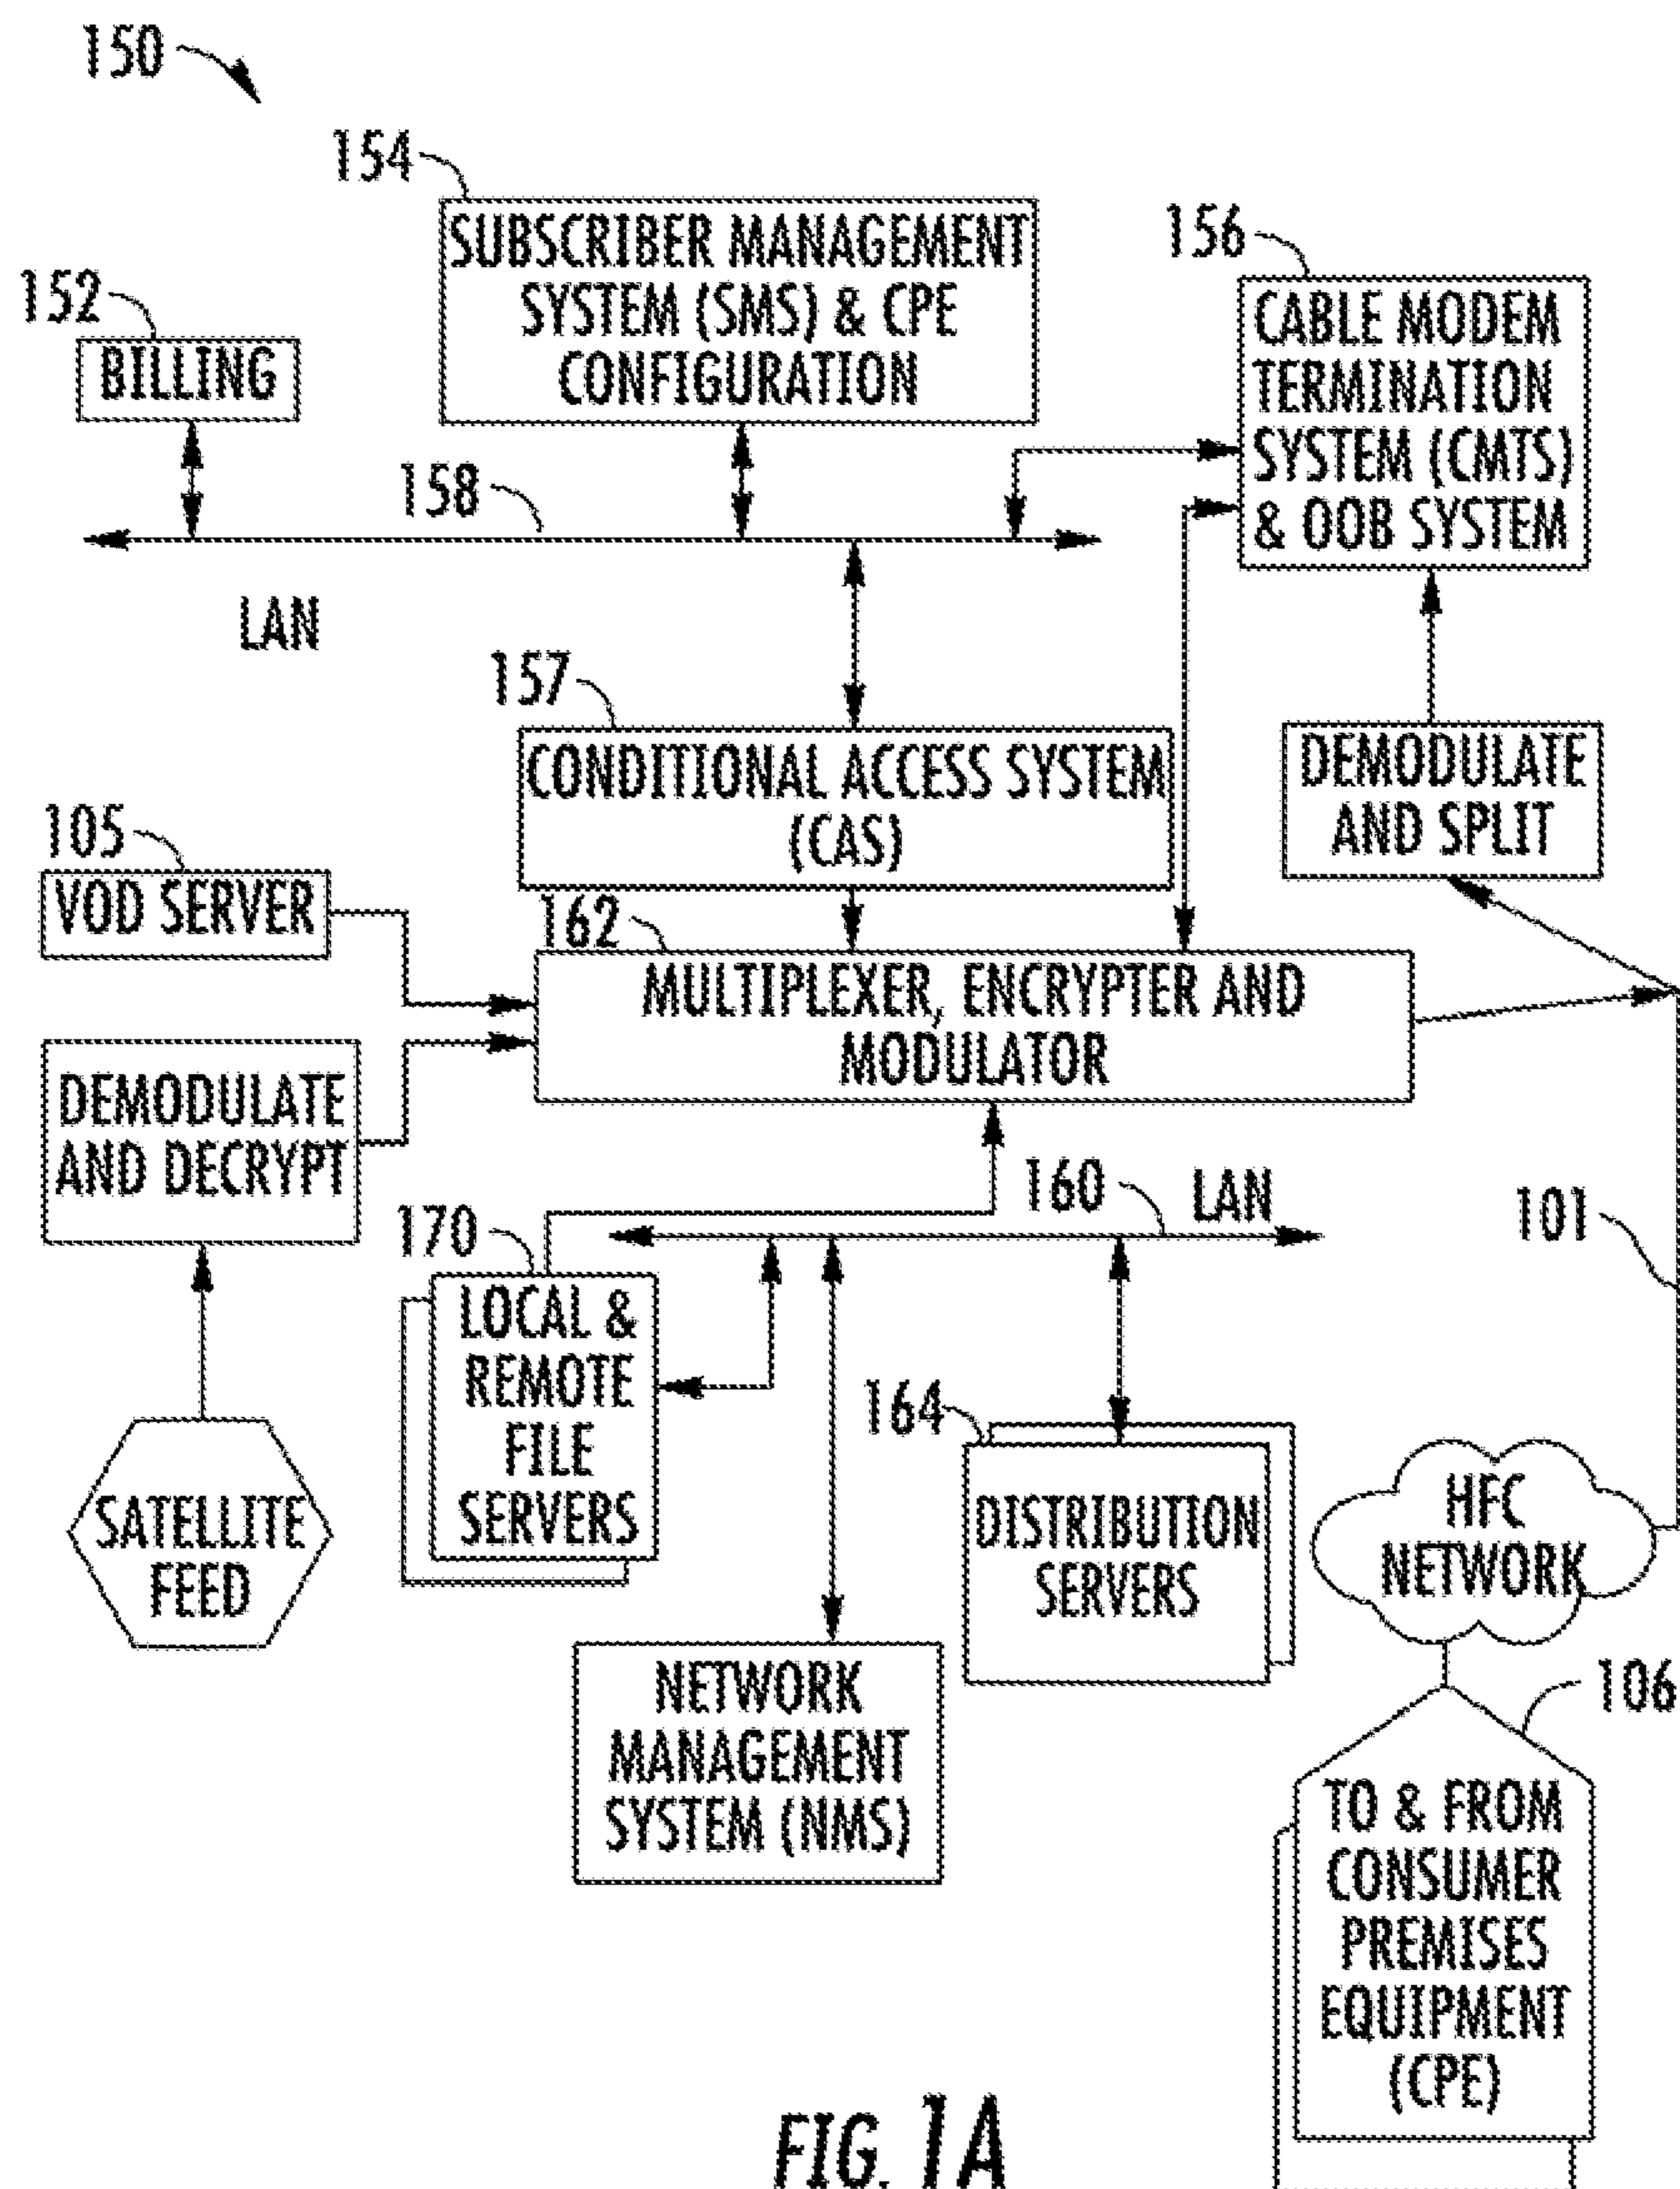 150
154
SUBSCRIBER MANAGEMENT
SYSTEM (SMS) & CPE
CONFIGURATION
156
CABLE MODEM
TERMINATION
SYSTEM (CMTS)
& OOB SYSTEM
152
BILLING
158
LAN
157
CONDITIONAL ACCESS SYSTEM
(CAS)
DEMODULATE
AND SPLIT
105
VOD SERVER
162
MULTIPLEXER, ENCRYPTER AND
MODULATOR
DEMODULATE
AND DECRYPT
160
LAN
101
170
LOCAL &
REMOTE
FILE
SERVERS
164
DISTRIBUTION
SERVERS
HFC
NETWORK
SATELLITE
FEED
NETWORK
MANAGEMENT
SYSTEM (NMS)
106
TO & FROM
CONSUMER
PREMISES
EQUIPMENT
(CPE)
FIG. 1A